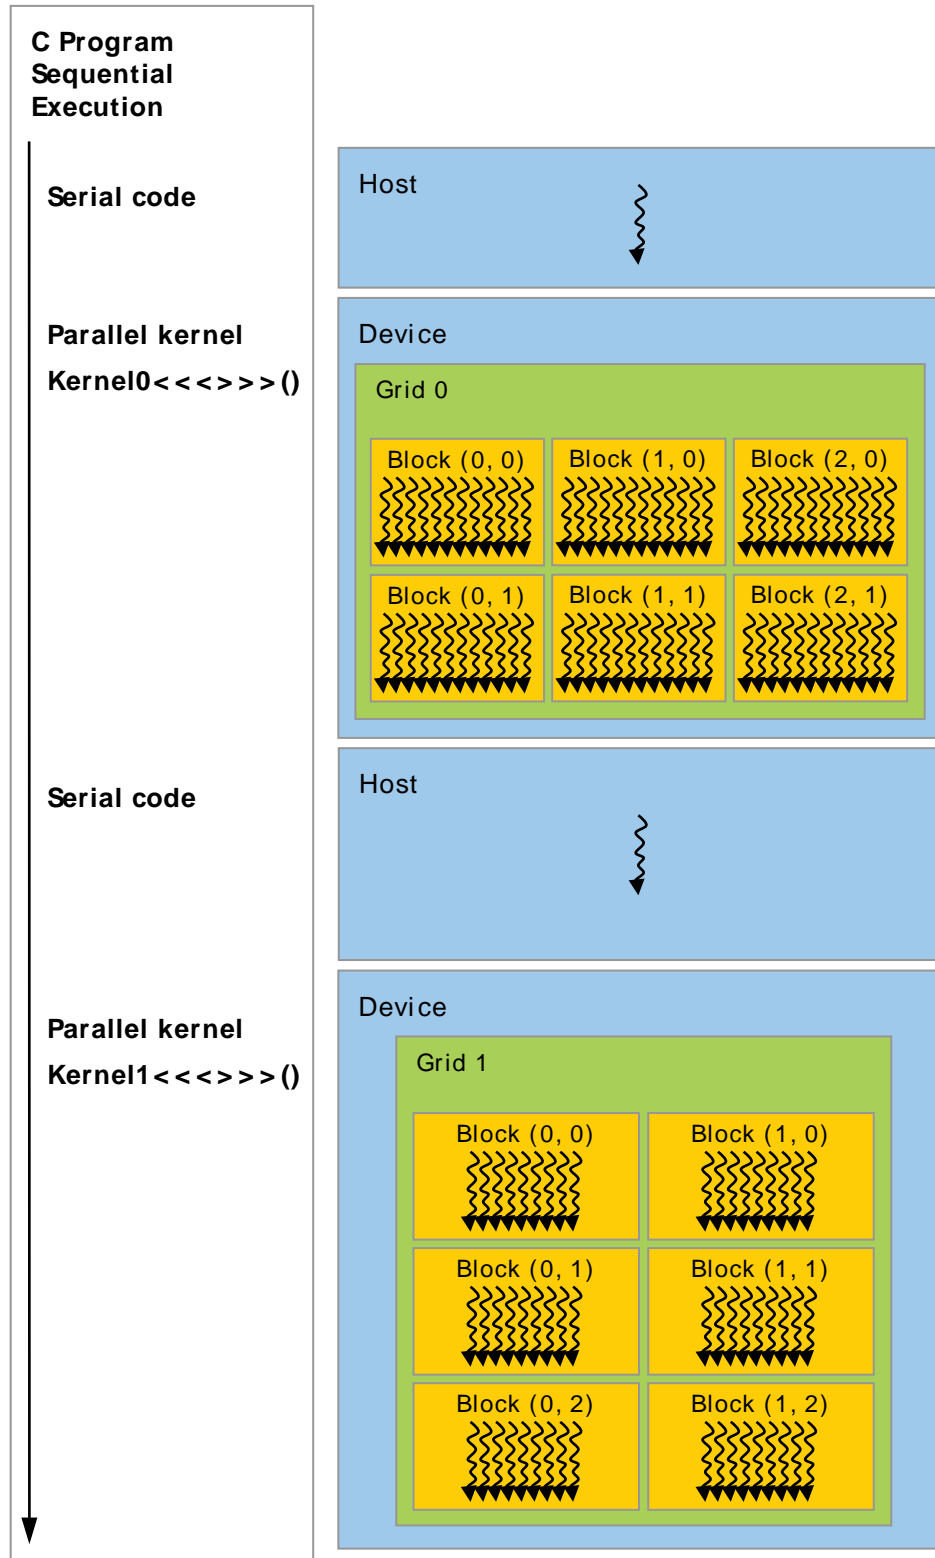 C Program
Sequential
Execution
Serial code
Host
Parallel kernel
Kernel0<<<>>>()
Device
Grid 0
Block (0, 0)
Block (1, 0)
Block (2, 0)
Block (0, 1)
Block (1, 1)
Block (2, 1)
Serial code
Host
Parallel kernel
Kernel1<<<>>>()
Device
Grid 1
Block (0, 0)
Block (1, 0)
Block (0, 1)
Block (1, 1)
Block (0, 2)
Block (1, 2)